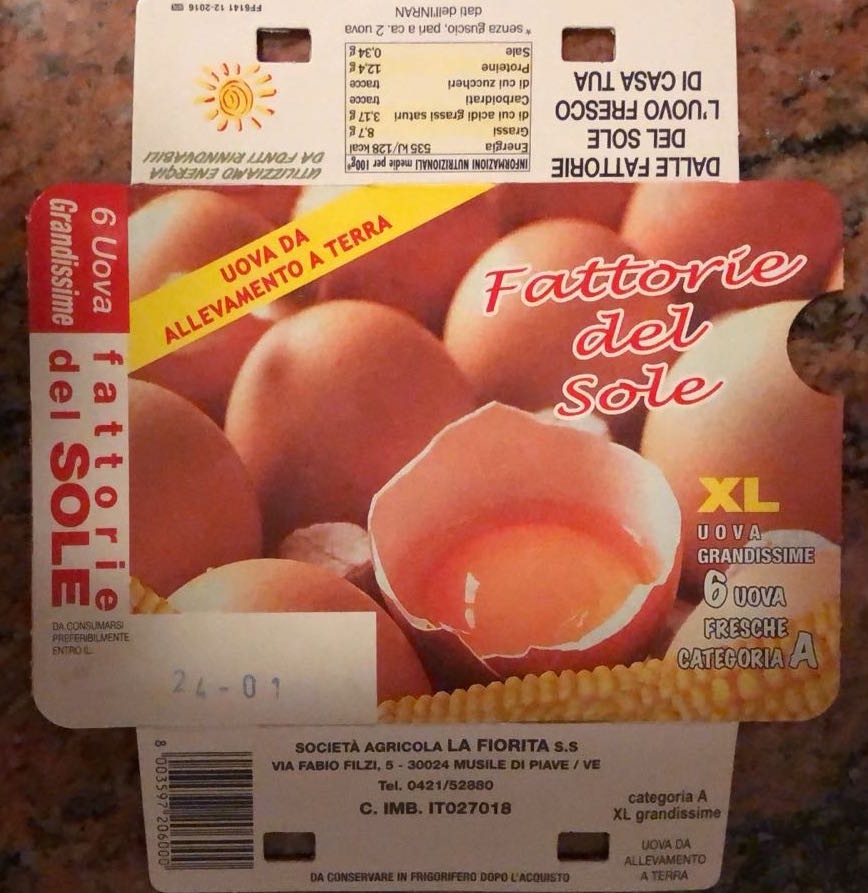 FF6141 12-2016
*senza guscio, pari a ca. 2 uova
dati dell'INRAN
INFORMAZIONI NUTRIZIONALI medie per 100g*
Energia 535 kJ/128 kcal
Grassi 8,7 g
di cui acidi grassi saturi 3,17 g
Carboidrati tracce
di cui zuccheri tracce
Proteine 12,4 g
Sale 0,34 g
DALLE FATTORIE
DEL SOLE
L'UOVO FRESCO
DI CASA TUA
UTILIZZIAMO ENERGIA
DA FONTI RINNOVABILI
6 Uova
Grandissime
fattorie
del SOLE
UOVA DA
ALLEVAMENTO A TERRA
Fattorie
del
Sole
XL
UOVA
GRANDISSIME
6 UOVA
FRESCHE
CATEGORIA A
DA CONSUMARSI
PREFERIBILMENTE
ENTRO IL:
24-01
SOCIETÀ AGRICOLA LA FIORITA S.S
VIA FABIO FILZI, 5 - 30024 MUSILE DI PIAVE / VE
Tel. 0421/52880
C. IMB. IT027018
8 003597 206000
categoria A
XL grandissime
UOVA DA
ALLEVAMENTO
A TERRA
DA CONSERVARE IN FRIGORIFERO DOPO L'ACQUISTO